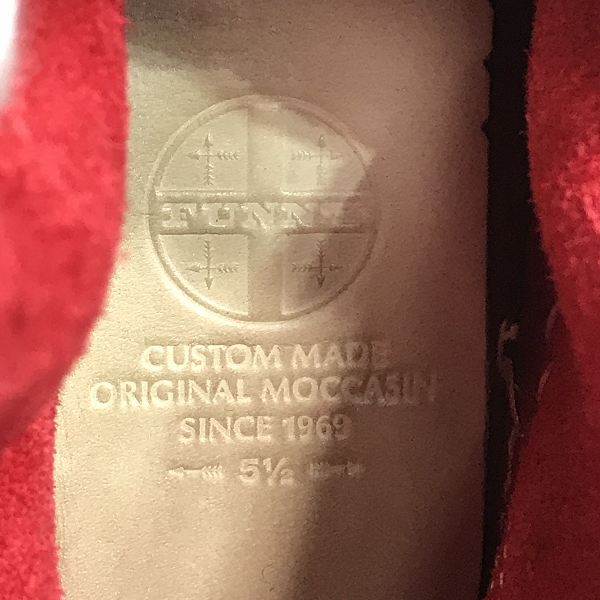 FUNNY
CUSTOM MADE
ORIGINAL MOCCASIN
SINCE 1969
5½